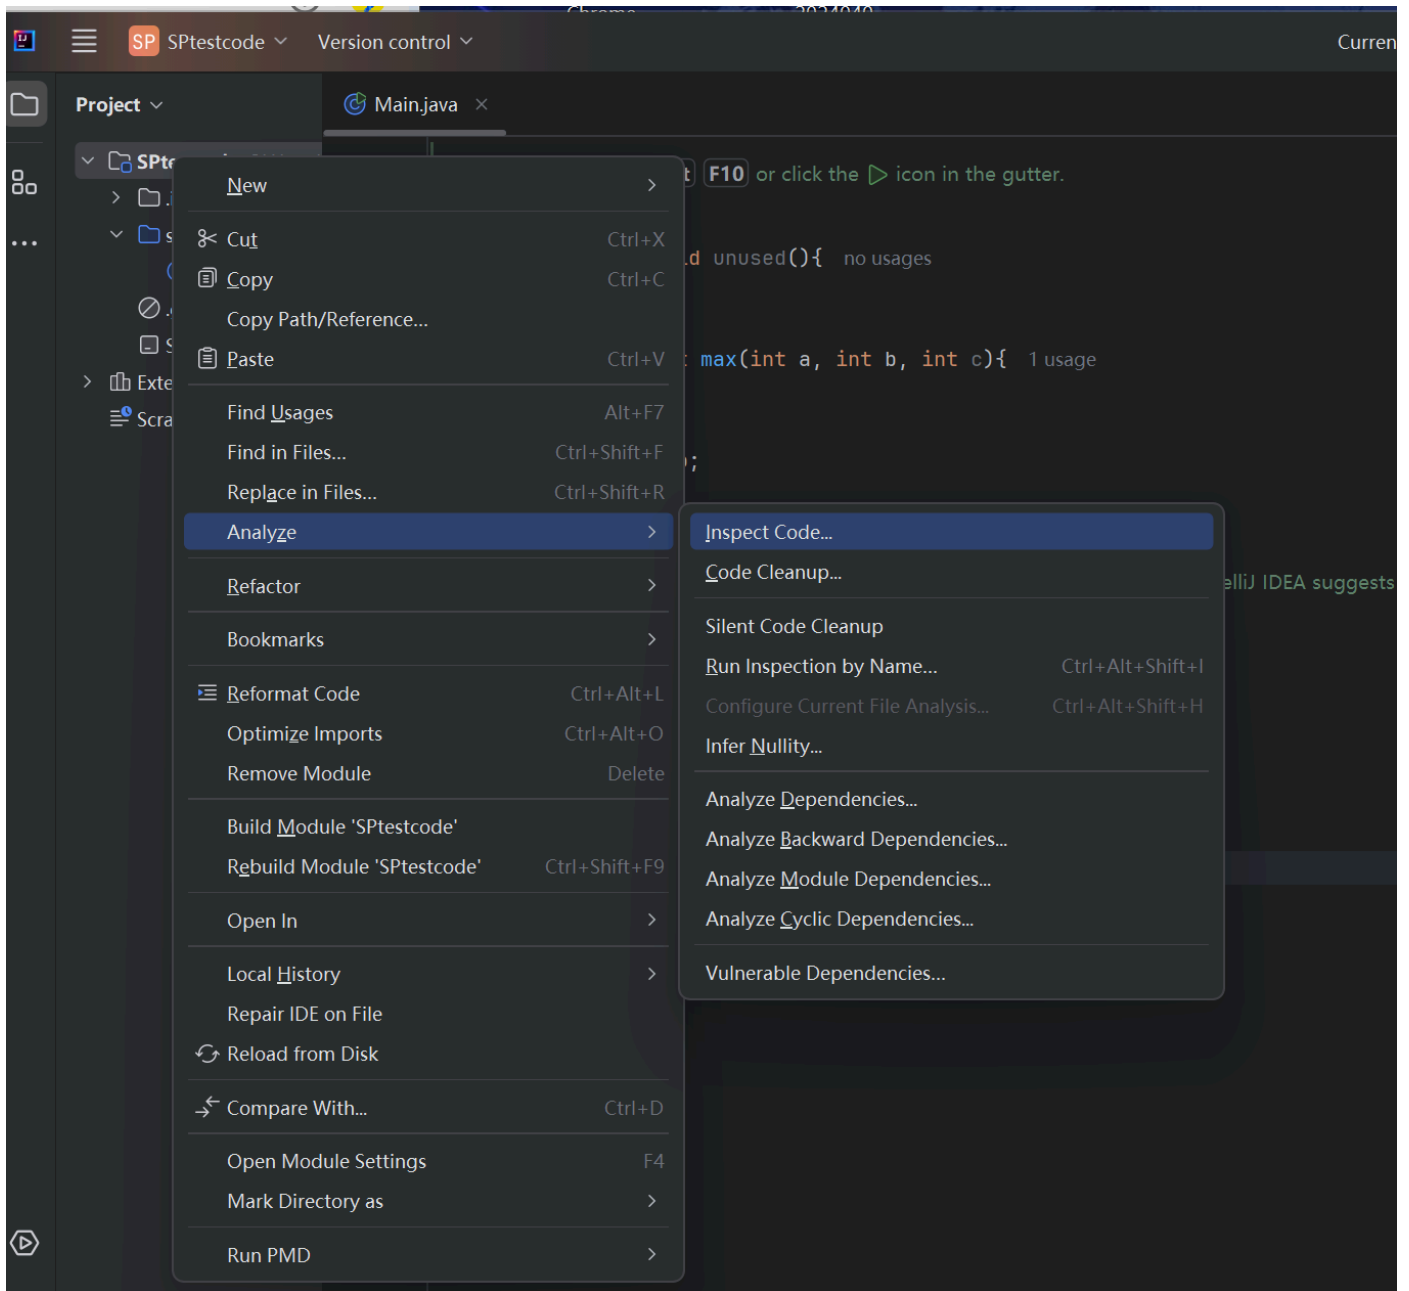 SP SPtestcode Version control Curren
Project
Main.java
SPte
New
t F10 or click the icon in the gutter.
Cut Ctrl+X
d unused(){ no usages
Copy Ctrl+C
Copy Path/Reference...
Paste Ctrl+V
max(int a, int b, int c){ 1 usage
Exte
Find Usages Alt+F7
Scra
Find in Files... Ctrl+Shift+F
;
Replace in Files... Ctrl+Shift+R
Analyze
Refactor
Bookmarks
Reformat Code Ctrl+Alt+L
Optimize Imports Ctrl+Alt+O
Remove Module Delete
Build Module 'SPtestcode'
Rebuild Module 'SPtestcode' Ctrl+Shift+F9
Open In
Local History
Repair IDE on File
Reload from Disk
Compare With... Ctrl+D
Open Module Settings F4
Mark Directory as
Run PMD
Inspect Code...
Code Cleanup...
elliJ IDEA suggests
Silent Code Cleanup
Run Inspection by Name... Ctrl+Alt+Shift+I
Configure Current File Analysis... Ctrl+Alt+Shift+H
Infer Nullity...
Analyze Dependencies...
Analyze Backward Dependencies...
Analyze Module Dependencies...
Analyze Cyclic Dependencies...
Vulnerable Dependencies...